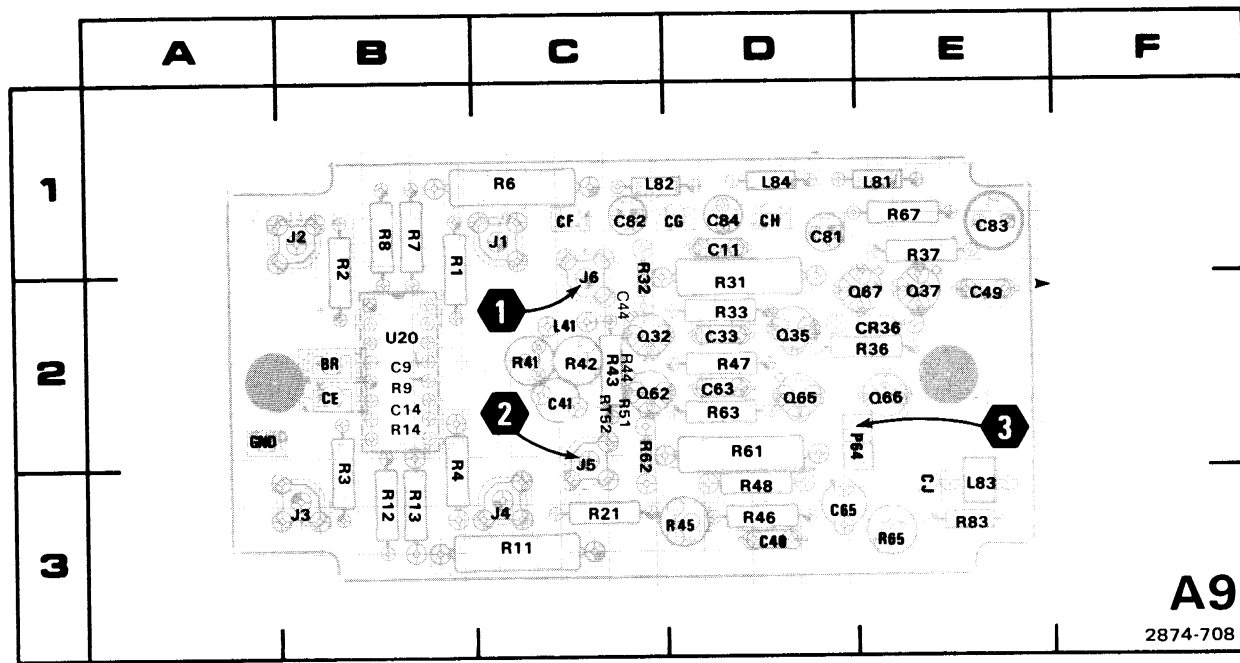 A B C D E F
1
R6 L82 L84 L81
CF C82 CG C84 CH R67 C83
J2 R8 R7 J1 C81
R2 R1 C11 R37
J6 R32 R31 Q67 Q37 C49
1 C44 R33
L41 Q32 C33 Q35 CR36
U20 R36
2
BR C9 R41 R42 R43 R44 R47
CE R9 C41 RT52 R51 Q62 C63 Q65 Q66
C14 2 R63
R14 3
GND R62 R61 P64
R3 R4 J5
R12 R13 R48 CJ L83
J3 J4 R21 R45 R46 C65 R83
C48 R65
R11
3
A9
2874-708